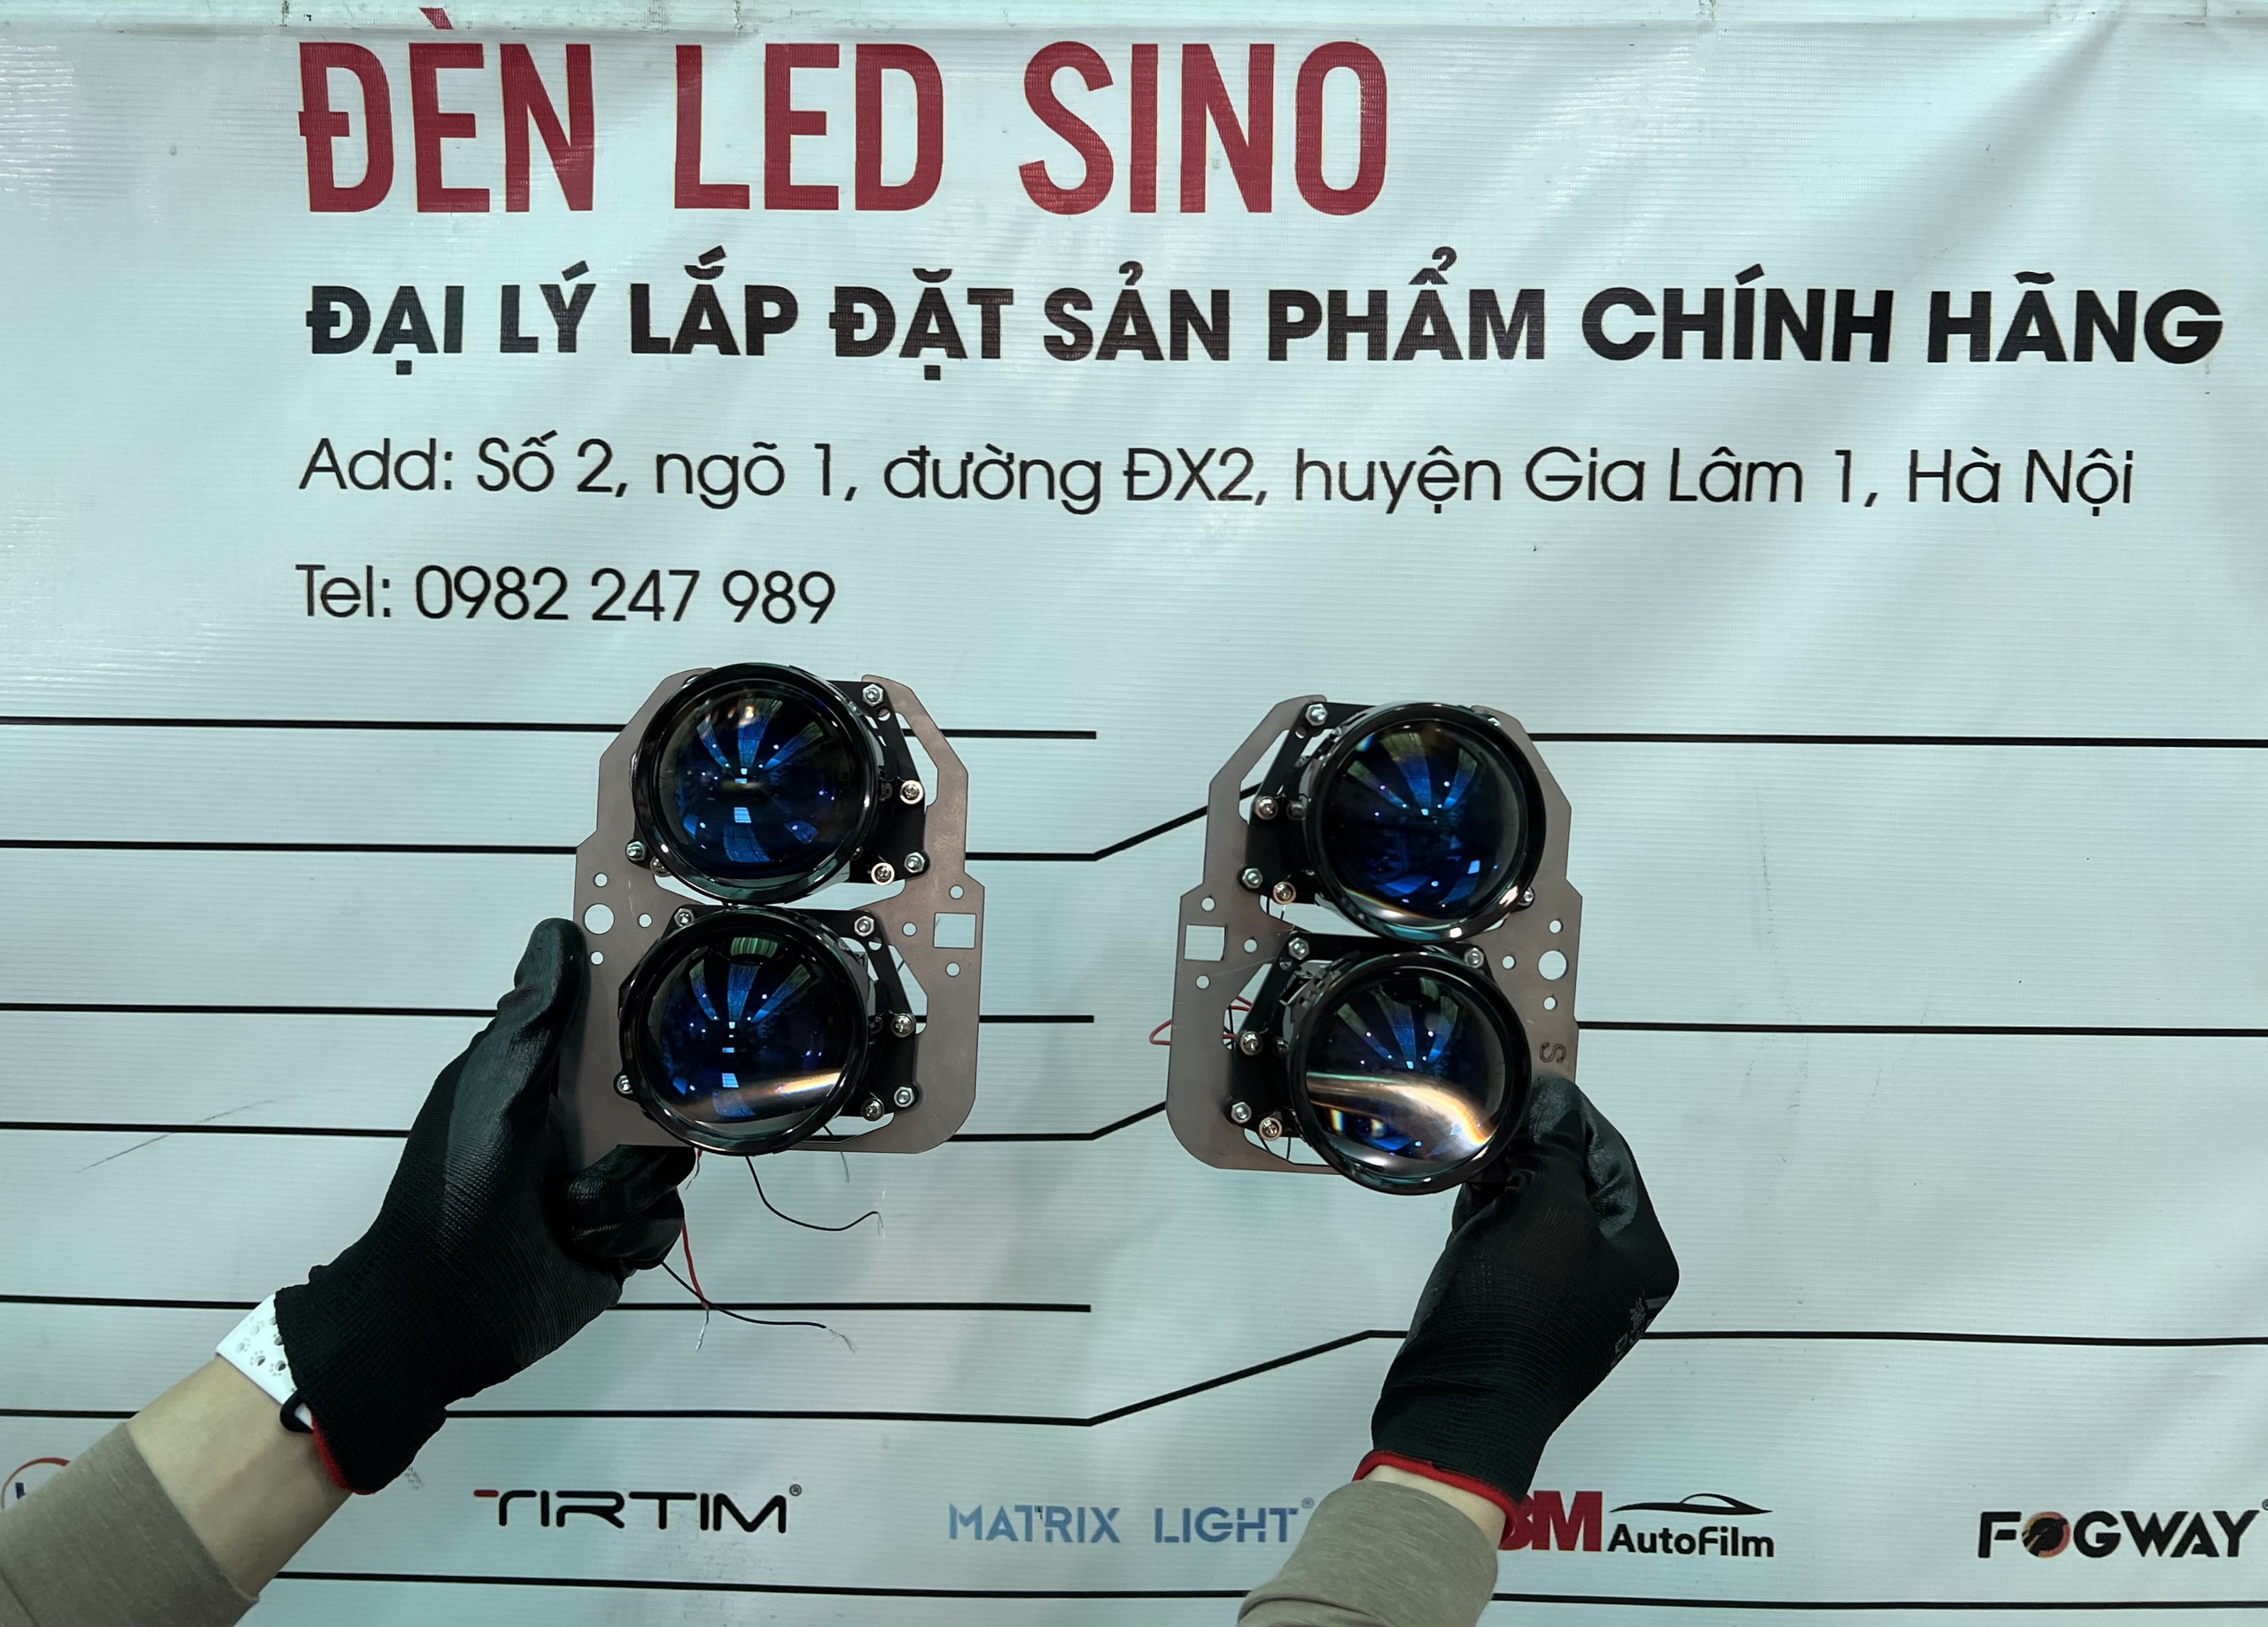 ĐÈN LED SINO
ĐẠI LÝ LẮP ĐẶT SẢN PHẨM CHÍNH HÃNG
Add: Số 2, ngõ 1, đường ĐX2, huyện Gia Lâm 1, Hà Nội
Tel: 0982 247 989
S
TIRTIM®
MATRIX LIGHT®
3M AutoFilm
FOGWAY®